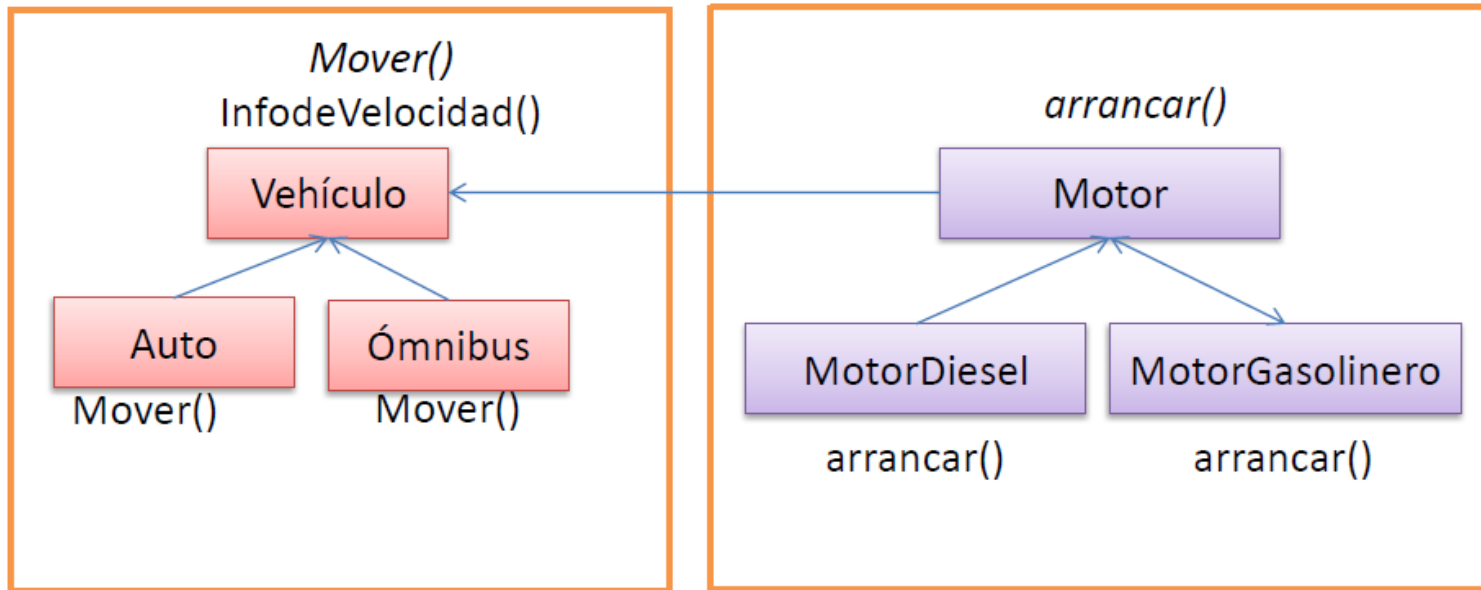 Mover()
InfodeVelocidad()
Vehículo
Auto
Ómnibus
Mover()
Mover()
arrancar()
Motor
MotorDiesel
MotorGasolinero
arrancar()
arrancar()